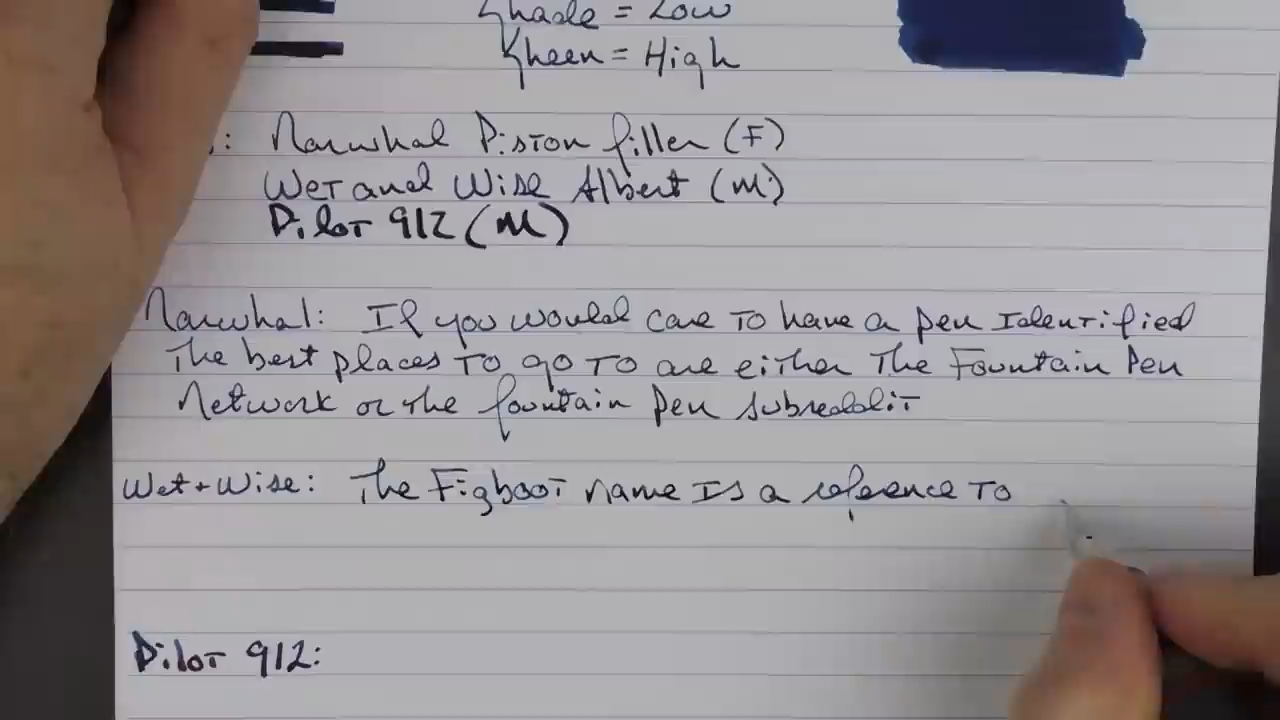 Shade = Low
Sheen = High
: Narwhal Piston filler (F)
Wet and Wise Albert (M)
Pilot 912 (M)
Narwhal: If you would care to have a pen Identified
The best places to go to are either The Fountain Pen
Network or the fountain pen subreddit
Wet + Wise: The Figboot name Is a reference to
Pilot 912: